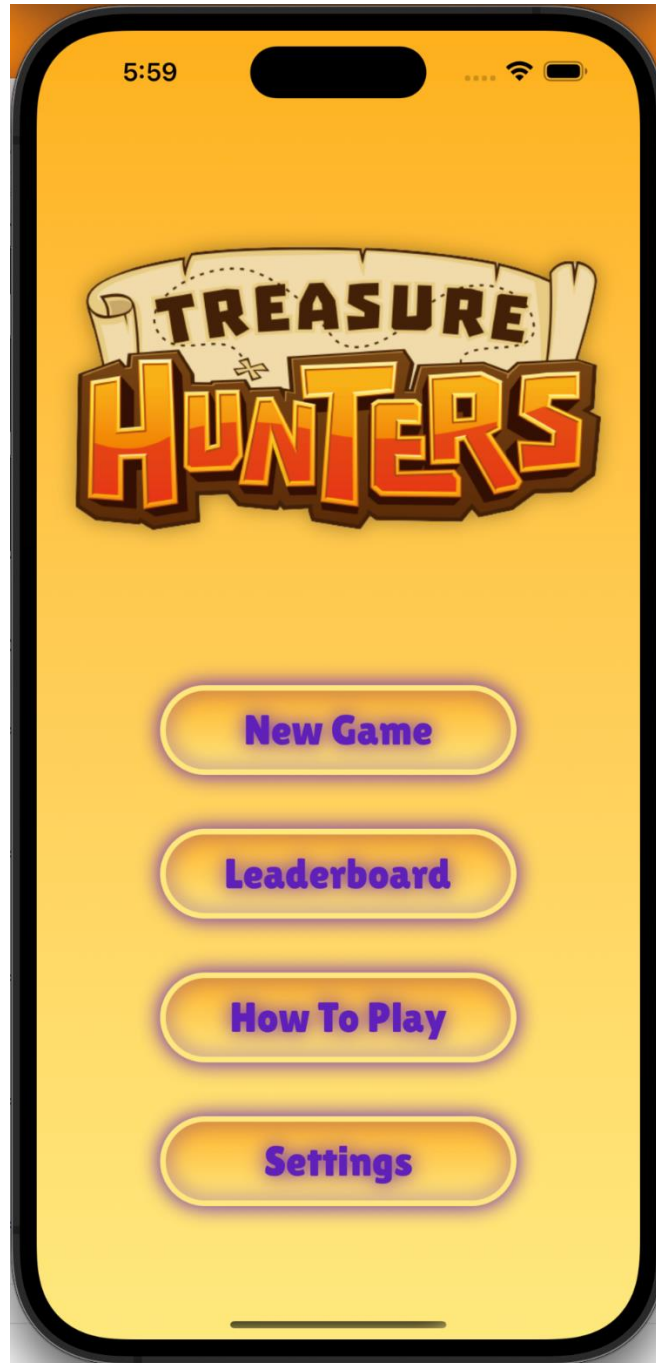 5:59
TREASURE
HUNTERS
New Game
Leaderboard
How To Play
Settings